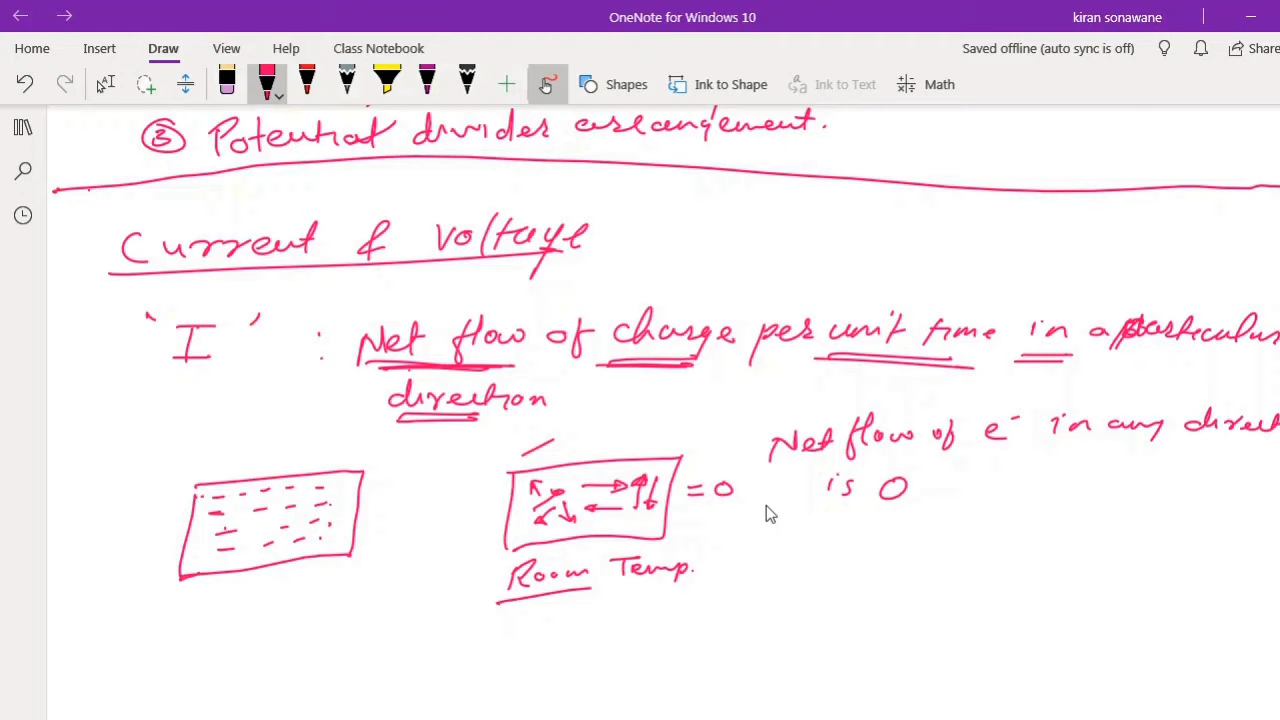 OneNote for Windows 10
kiran sonawane
Home Insert Draw View Help Class Notebook
Saved offline (auto sync is off)
Share
Shapes Ink to Shape Ink to Text Math
③ Potential divider arrangement.
Current & Voltage
'I' : Net flow of charge per unit time in a particular
direction
Net flow of e⁻ in any direct
is 0
= 0
Room Temp.